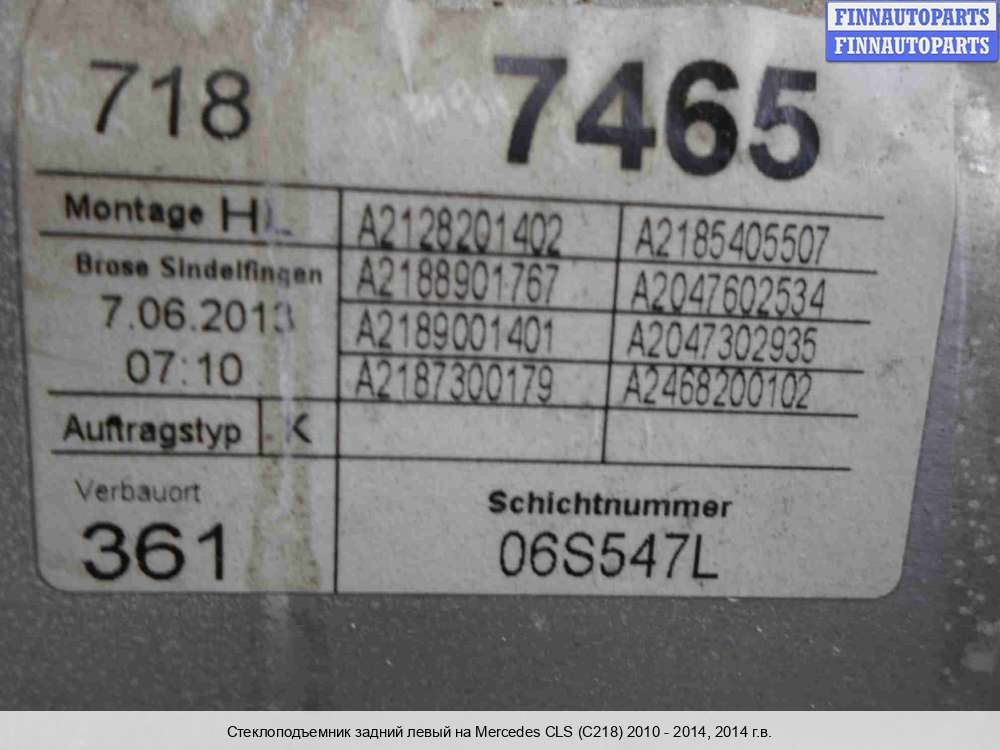 FINNAUTOPARTS
FINNAUTOPARTS
718 7465
Montage HL
Brose Sindelfingen
7.06.2013
07:10
A2128201402 A2185405507
A2188901767 A2047602534
A2189001401 A2047302935
A2187300179 A2468200102
Auftragstyp K
Verbauort
361
Schichtnummer
06S547L
Стеклоподъемник задний левый на Mercedes CLS (C218) 2010 - 2014, 2014 г.в.